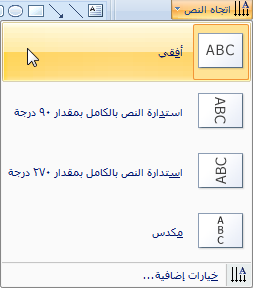 اتجاه النص
ABC
أفقي
ABC
استدارة النص بالكامل بمقدار ٩٠ درجة
ABC
استدارة النص بالكامل بمقدار ٢٧٠ درجة
A
B
C
مكدس
خيارات إضافية...